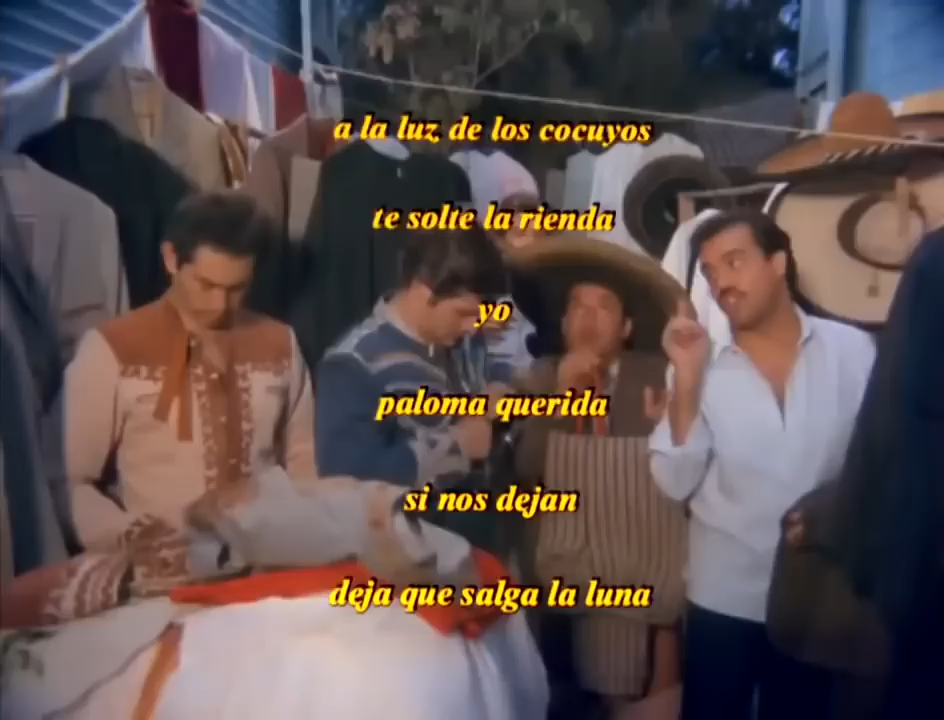 a la luz de los cocuyos
te solte la rienda
yo
paloma querida
si nos dejan
deja que salga la luna